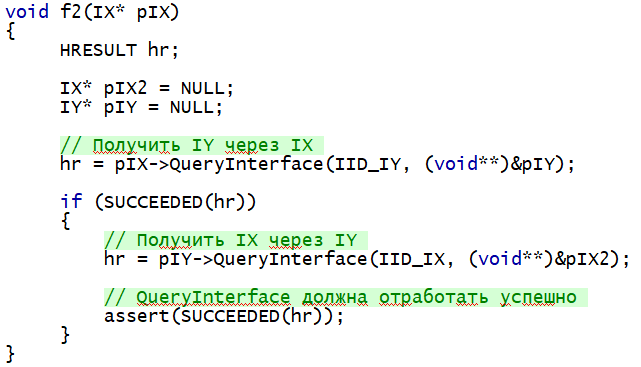 void f2(IX* pIX)
{
HRESULT hr;
IX* pIX2 = NULL;
IY* pIY = NULL;
// Получить IY через IX
hr = pIX->QueryInterface(IID_IY, (void**)&pIY);
if (SUCCEEDED(hr))
{
// Получить IX через IY
hr = pIY->QueryInterface(IID_IX, (void**)&pIX2);
// QueryInterface должна отработать успешно
assert(SUCCEEDED(hr));
}
}